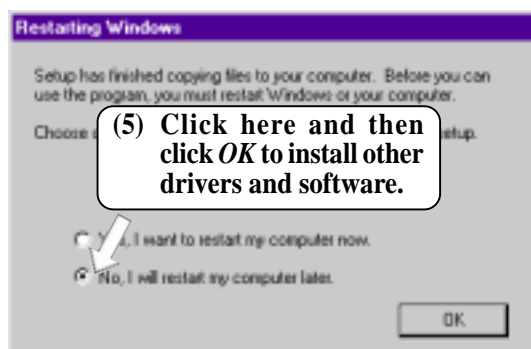 Restarting Windows
Setup has finished copying files to your computer. Before you can
use the program, you must restart Windows or your computer.
Choose
setup.
(5) Click here and then
click OK to install other
drivers and software.
I want to restart my computer now.
No, I will restart my computer later.
OK